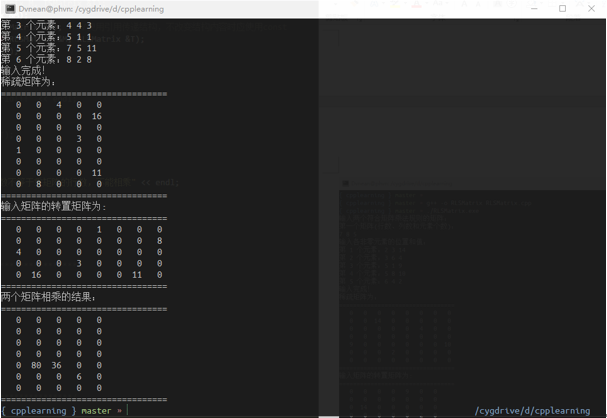 Dvnean@phvn: /cygdrive/d/cpplearning
第 3 个元素: 4 4 3
第 4 个元素: 5 1 1
第 5 个元素: 7 5 11
第 6 个元素: 8 2 8
输入完成!
稀疏矩阵为:
=================================
0 0 4 0 0
0 0 0 0 16
0 0 0 0 0
0 0 0 3 0
1 0 0 0 0
0 0 0 0 0
0 0 0 0 11
0 8 0 0 0
=================================
输入矩阵的转置矩阵为:
=================================
0 0 0 0 1 0 0 0
0 0 0 0 0 0 0 8
4 0 0 0 0 0 0 0
0 0 0 3 0 0 0 0
0 16 0 0 0 0 11 0
=================================
两个矩阵相乘的结果:
=================================
0 0 0 0 0
0 0 0 0 0
0 0 0 0 0
0 0 0 0 0
0 80 36 0 0
0 0 0 6 0
0 0 0 0 0
=================================
{ cpplearning } master » /cygdrive/d/cpplearning